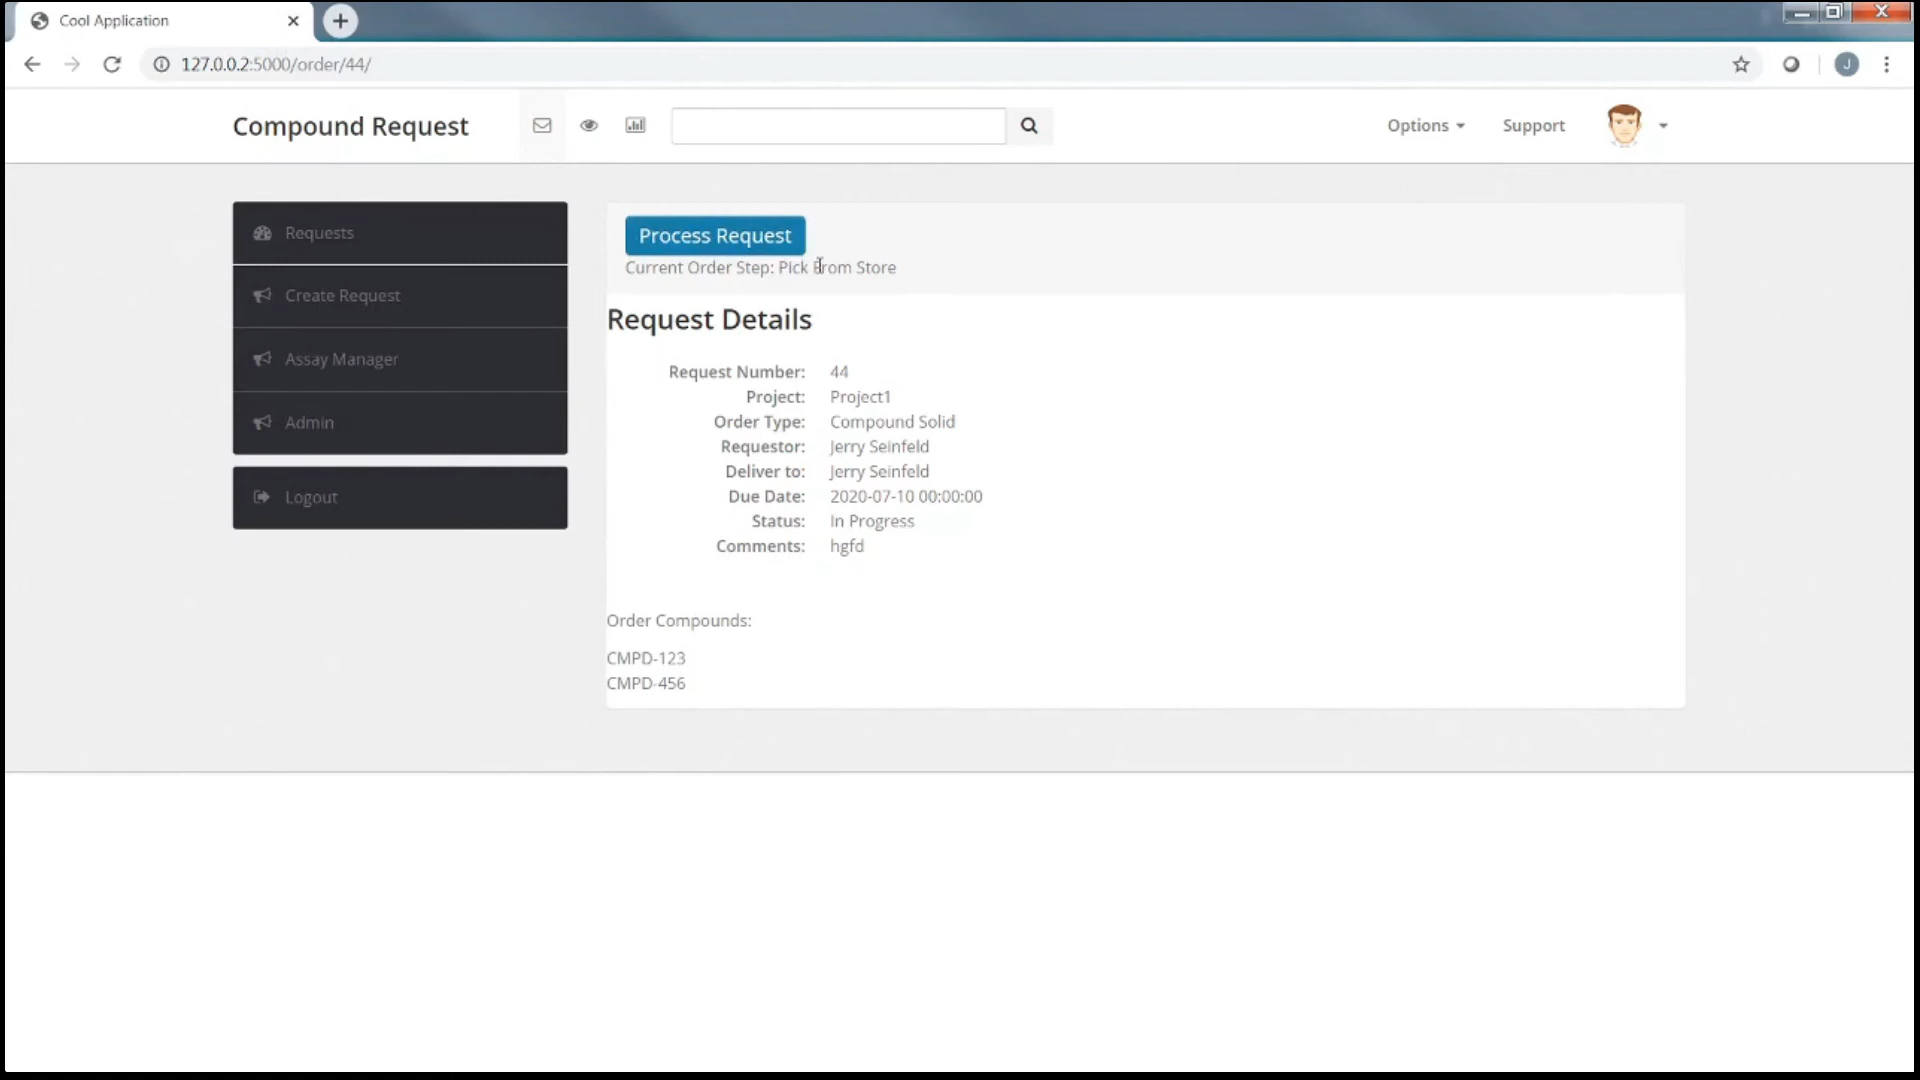 Cool Application
127.0.0.2:5000/order/44/
J
Compound Request
Options
Support
Requests
Create Request
Assay Manager
Admin
Logout
Process Request
Current Order Step: Pick From Store
Request Details
Request Number: 44
Project: Project1
Order Type: Compound Solid
Requestor: Jerry Seinfeld
Deliver to: Jerry Seinfeld
Due Date: 2020-07-10 00:00:00
Status: In Progress
Comments: hgfd
Order Compounds:
CMPD-123
CMPD-456